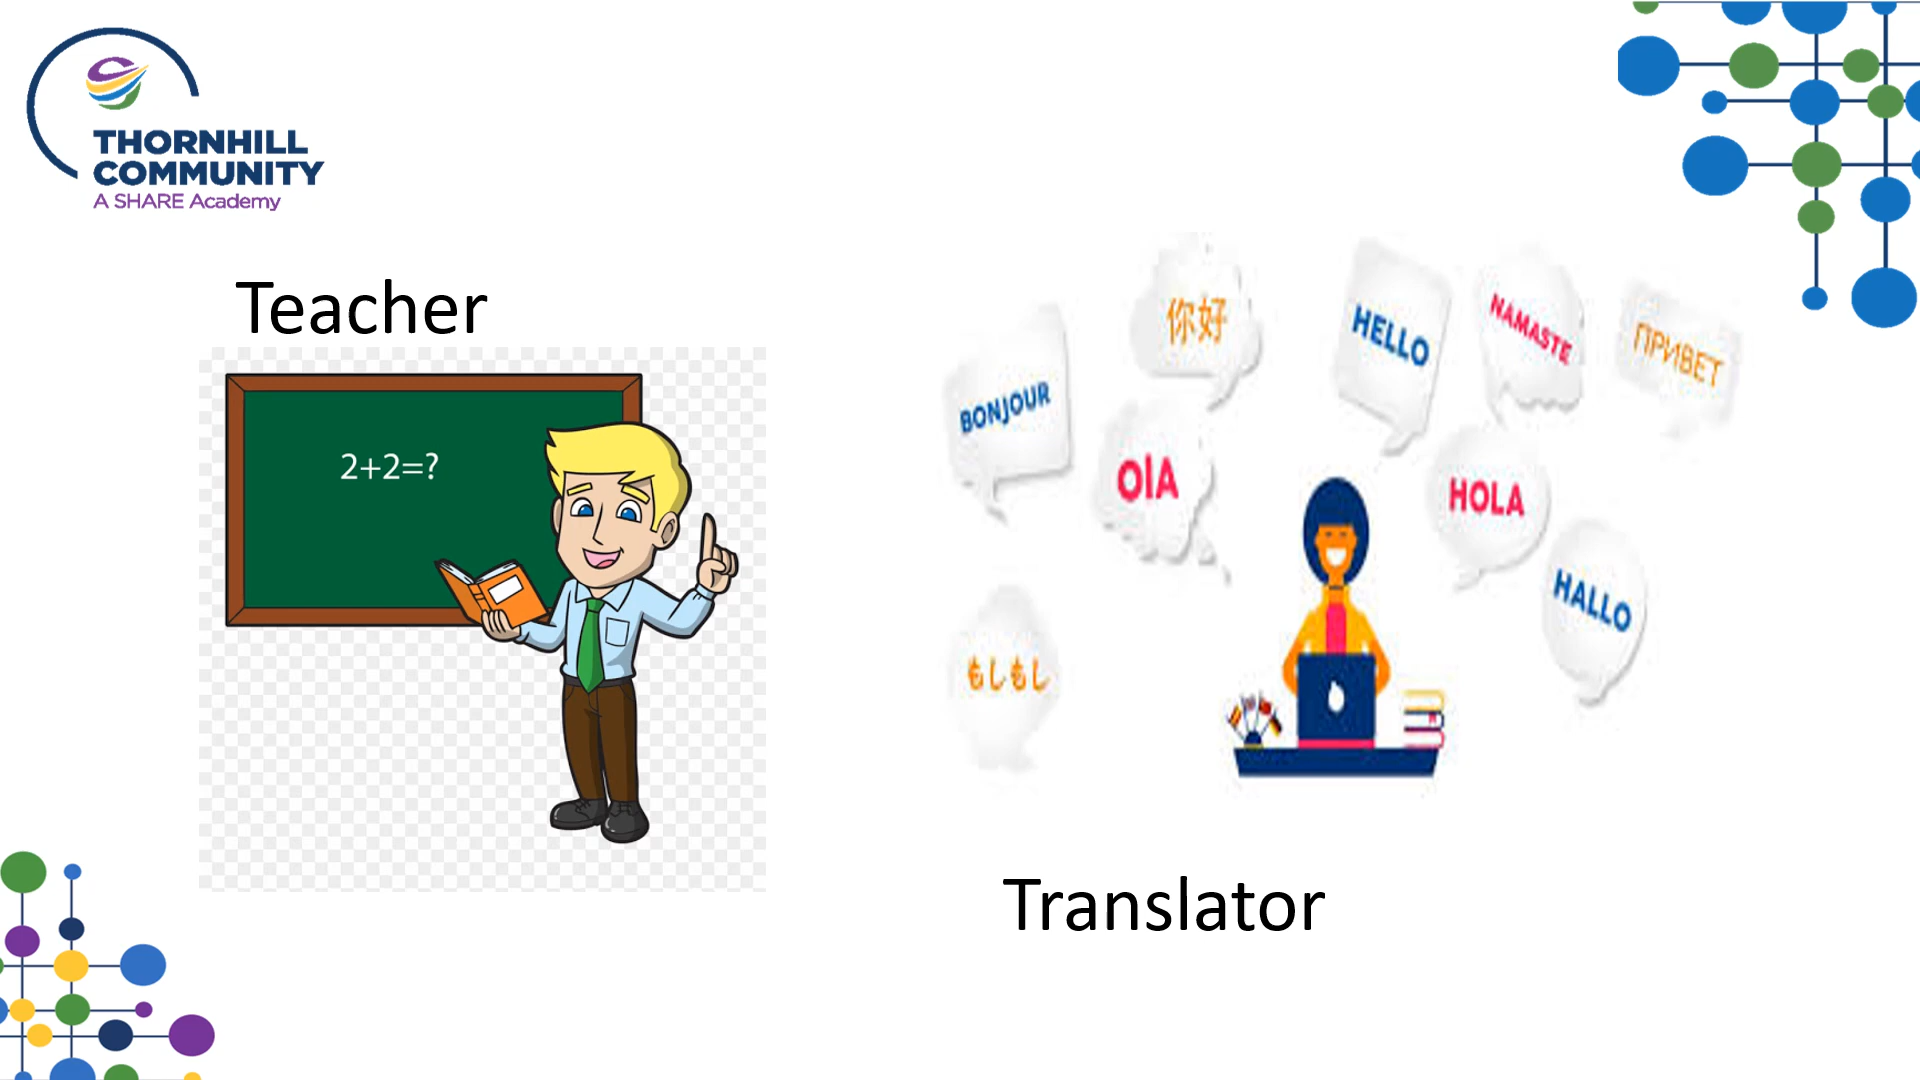 THORNHILL
COMMUNITY
A SHARE Academy
Teacher
2+2=?
BONJOUR
你好
OlA
HELLO
NAMASTE
ПРИВЕТ
HOLA
HALLO
もしもし
Translator